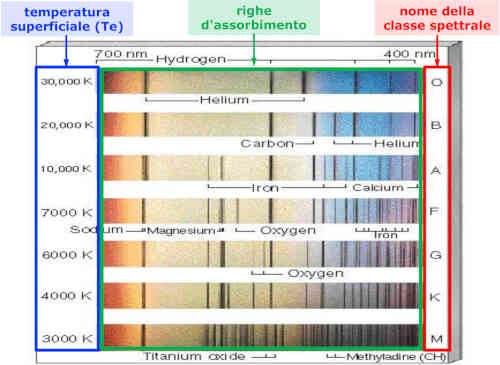 temperatura
superficiale (Te)
righe
d'assorbimento
nome della
classe spettrale
700 nm
400 nm
Hydrogen
30,000 K
O
Helium
20,000 K
B
Carbon
Helium
10,000 K
A
Iron
Calcium
7000 K
F
Sodium
Magnesium
Oxygen
Iron
6000 K
G
Oxygen
4000 K
K
3000 K
M
Titanium oxide
Methyladine (CH)